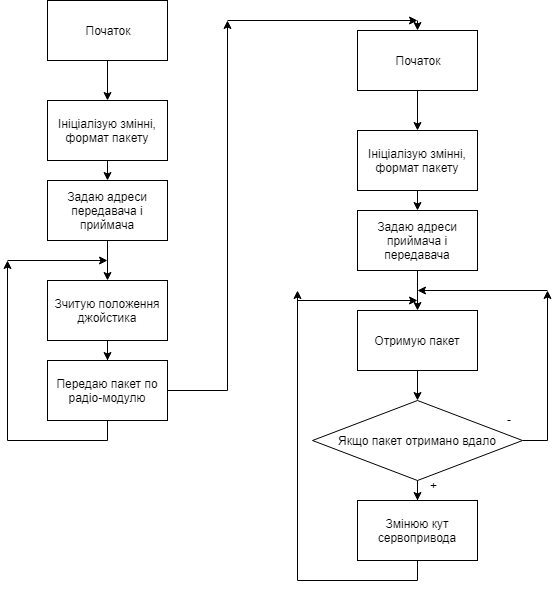 Початок
Ініціалізую змінні,
формат пакету
Задаю адреси
передавача і
приймача
Зчитую положення
джойстика
Передаю пакет по
радіо-модулю
Початок
Ініціалізую змінні,
формат пакету
Задаю адреси
приймача і
передавача
Отримую пакет
Якщо пакет отримано вдало
-
+
Змінюю кут
сервопривода